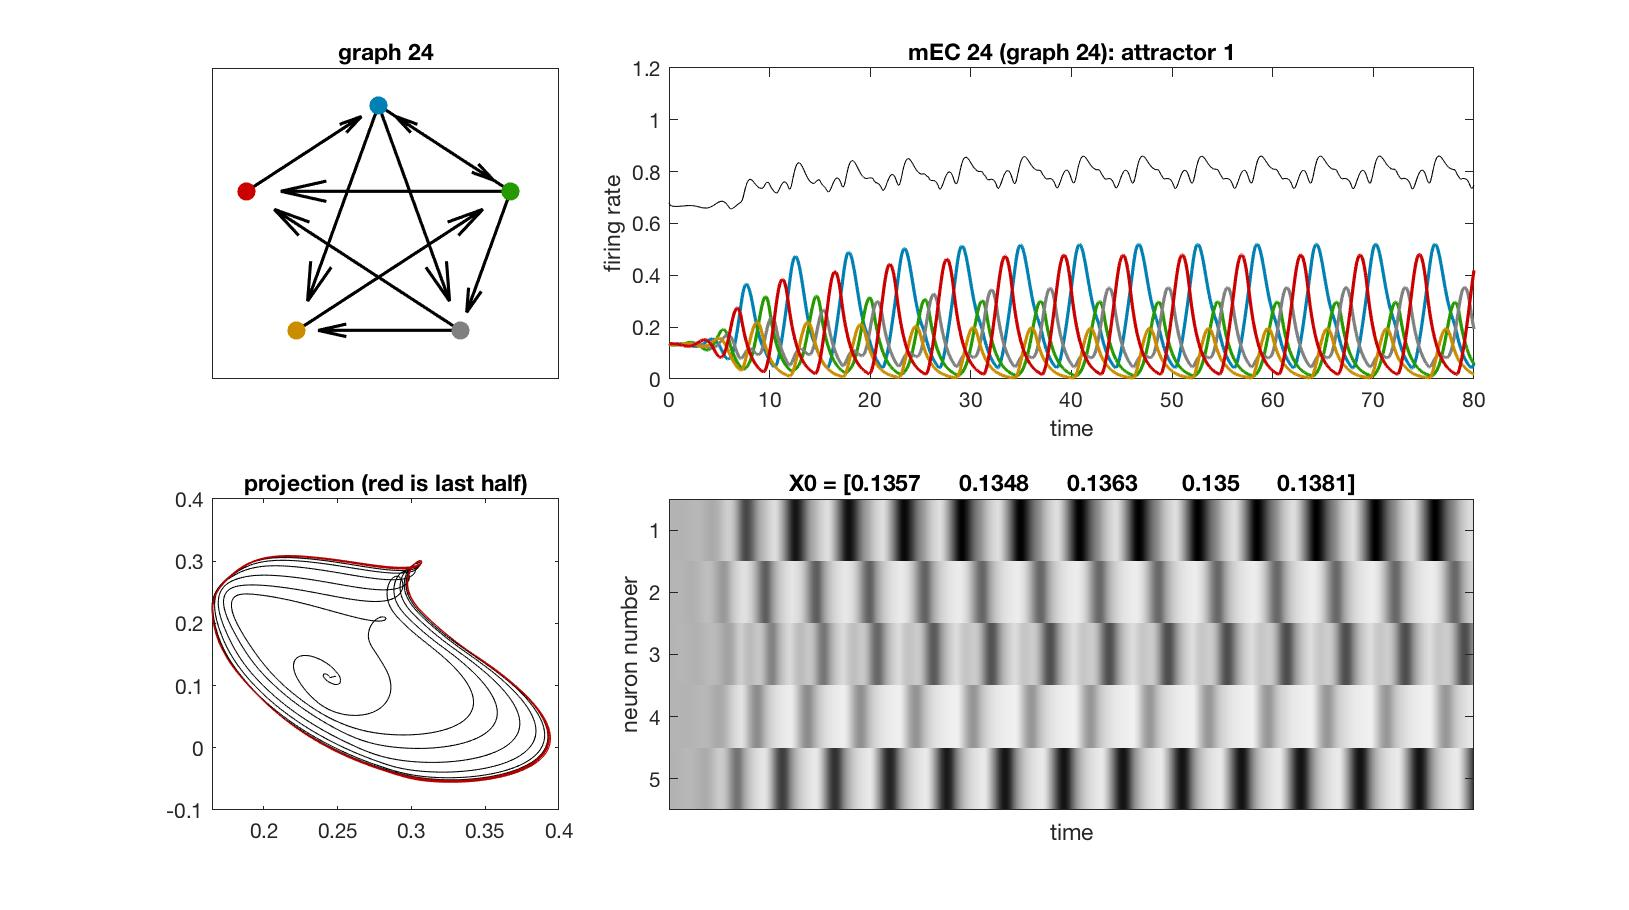 graph 24
mEC 24 (graph 24): attractor 1
1.2
1
0.8
0.6
0.4
0.2
0
firing rate
0 10 20 30 40 50 60 70 80
time
projection (red is last half)
0.4
0.3
0.2
0.1
0
-0.1
0.2 0.25 0.3 0.35 0.4
X0 = [0.1357 0.1348 0.1363 0.135 0.1381]
1
2
3
4
5
neuron number
time